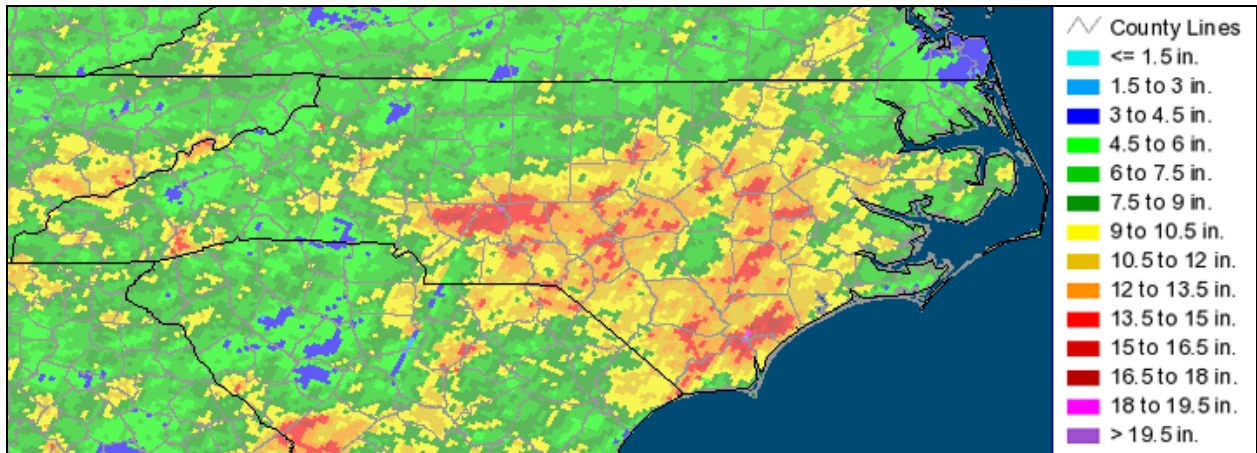 County Lines
<= 1.5 in.
1.5 to 3 in.
3 to 4.5 in.
4.5 to 6 in.
6 to 7.5 in.
7.5 to 9 in.
9 to 10.5 in.
10.5 to 12 in.
12 to 13.5 in.
13.5 to 15 in.
15 to 16.5 in.
16.5 to 18 in.
18 to 19.5 in.
> 19.5 in.